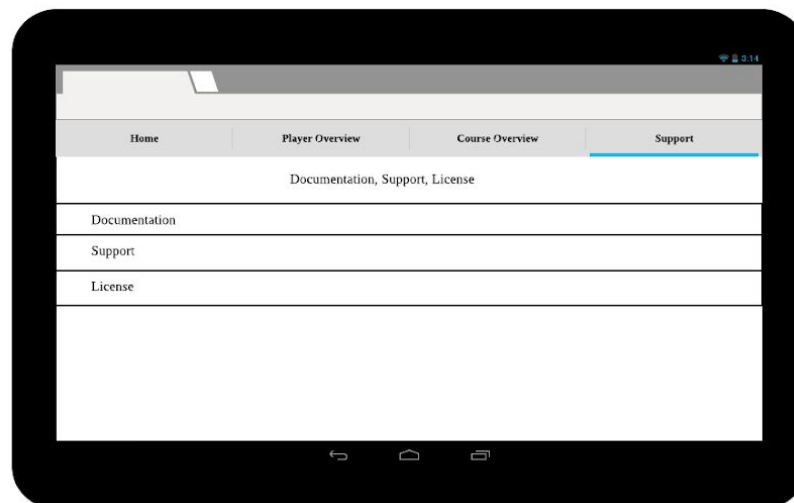 3:14
Home Player Overview Course Overview Support
Documentation, Support, License
Documentation
Support
License